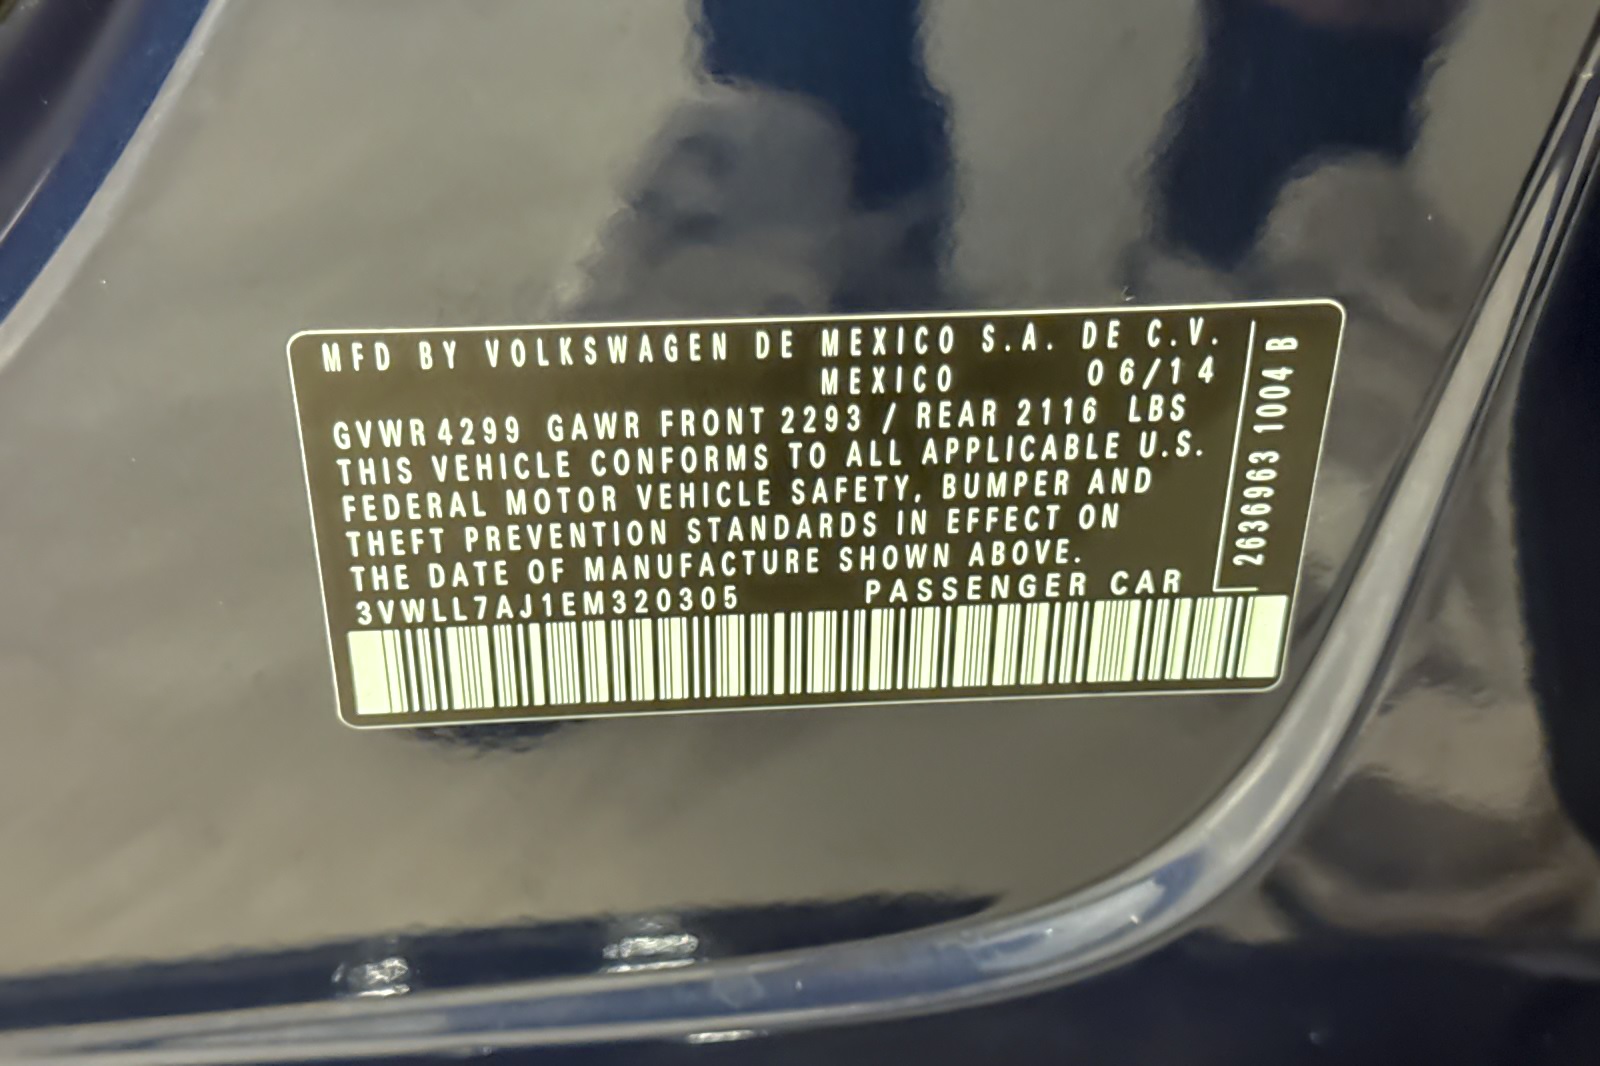 MFD BY VOLKSWAGEN DE MEXICO S.A. DE C.V.
MEXICO 06/14
GVWR 4299 GAWR FRONT 2293 / REAR 2116 LBS
THIS VEHICLE CONFORMS TO ALL APPLICABLE U.S.
FEDERAL MOTOR VEHICLE SAFETY, BUMPER AND
THEFT PREVENTION STANDARDS IN EFFECT ON
THE DATE OF MANUFACTURE SHOWN ABOVE.
3VWLL7AJ1EM320305 PASSENGER CAR
2636963 1004 B